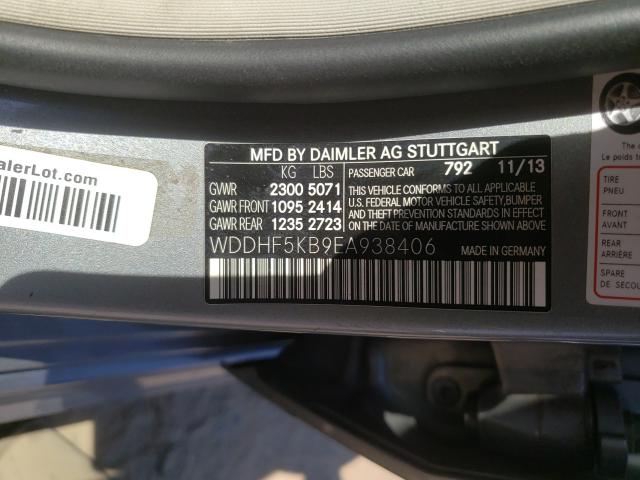 alerLot.com
MFD BY DAIMLER AG STUTTGART
KG LBS PASSENGER CAR 792 11/13
GVWR 2300 5071
GAWR FRONT 1095 2414
GAWR REAR 1235 2723
THIS VEHICLE CONFORMS TO ALL APPLICABLE
U.S. FEDERAL MOTOR VEHICLE SAFETY,BUMPER
AND THEFT PREVENTION STANDARDS IN EFFECT
ON THE DATE OF MANUFACTURE SHOWN ABOVE
WDDHF5KB9EA938406
MADE IN GERMANY
The
Le poids t
TIRE
PNEU
FRONT
AVANT
REAR
ARRIÈRE
SPARE
DE SECOU